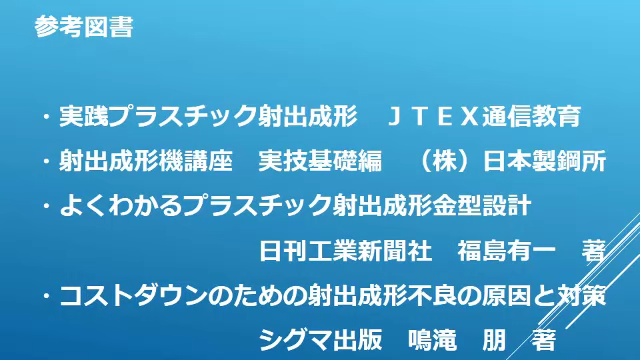 参考図書
・実践プラスチック射出成形　ＪＴＥＸ通信教育
・射出成形機講座　実技基礎編　（株）日本製鋼所
・よくわかるプラスチック射出成形金型設計
日刊工業新聞社　福島有一　著
・コストダウンのための射出成形不良の原因と対策
シグマ出版　鳴滝　朋　著